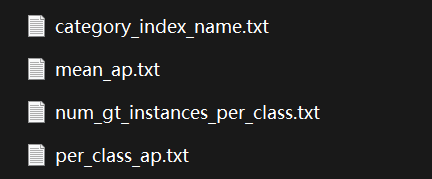 category_index_name.txt
mean_ap.txt
num_gt_instances_per_class.txt
per_class_ap.txt